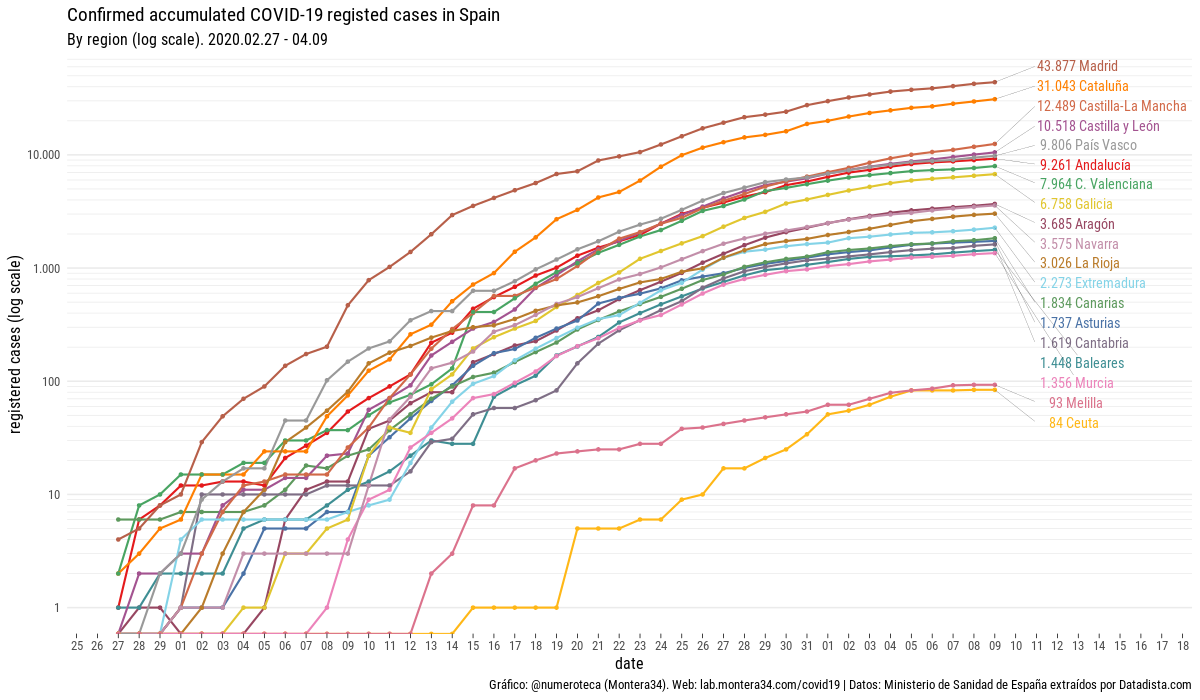 Confirmed accumulated COVID-19 registed cases in Spain
By region (log scale). 2020.02.27 - 04.09
registered cases (log scale)
10.000
1.000
100
10
1
43.877 Madrid
31.043 Cataluña
12.489 Castilla-La Mancha
10.518 Castilla y León
9.806 País Vasco
9.261 Andalucía
7.964 C. Valenciana
6.758 Galicia
3.685 Aragón
3.575 Navarra
3.026 La Rioja
2.273 Extremadura
1.834 Canarias
1.737 Asturias
1.619 Cantabria
1.448 Baleares
1.356 Murcia
93 Melilla
84 Ceuta
25 26 27 28 29 01 02 03 04 05 06 07 08 09 10 11 12 13 14 15 16 17 18 19 20 21 22 23 24 25 26 27 28 29 30 31 01 02 03 04 05 06 07 08 09 10 11 12 13 14 15 16 17 18
date
Gráfico: @numeroteca (Montera34). Web: lab.montera34.com/covid19 | Datos: Ministerio de Sanidad de España extraídos por Datadista.com